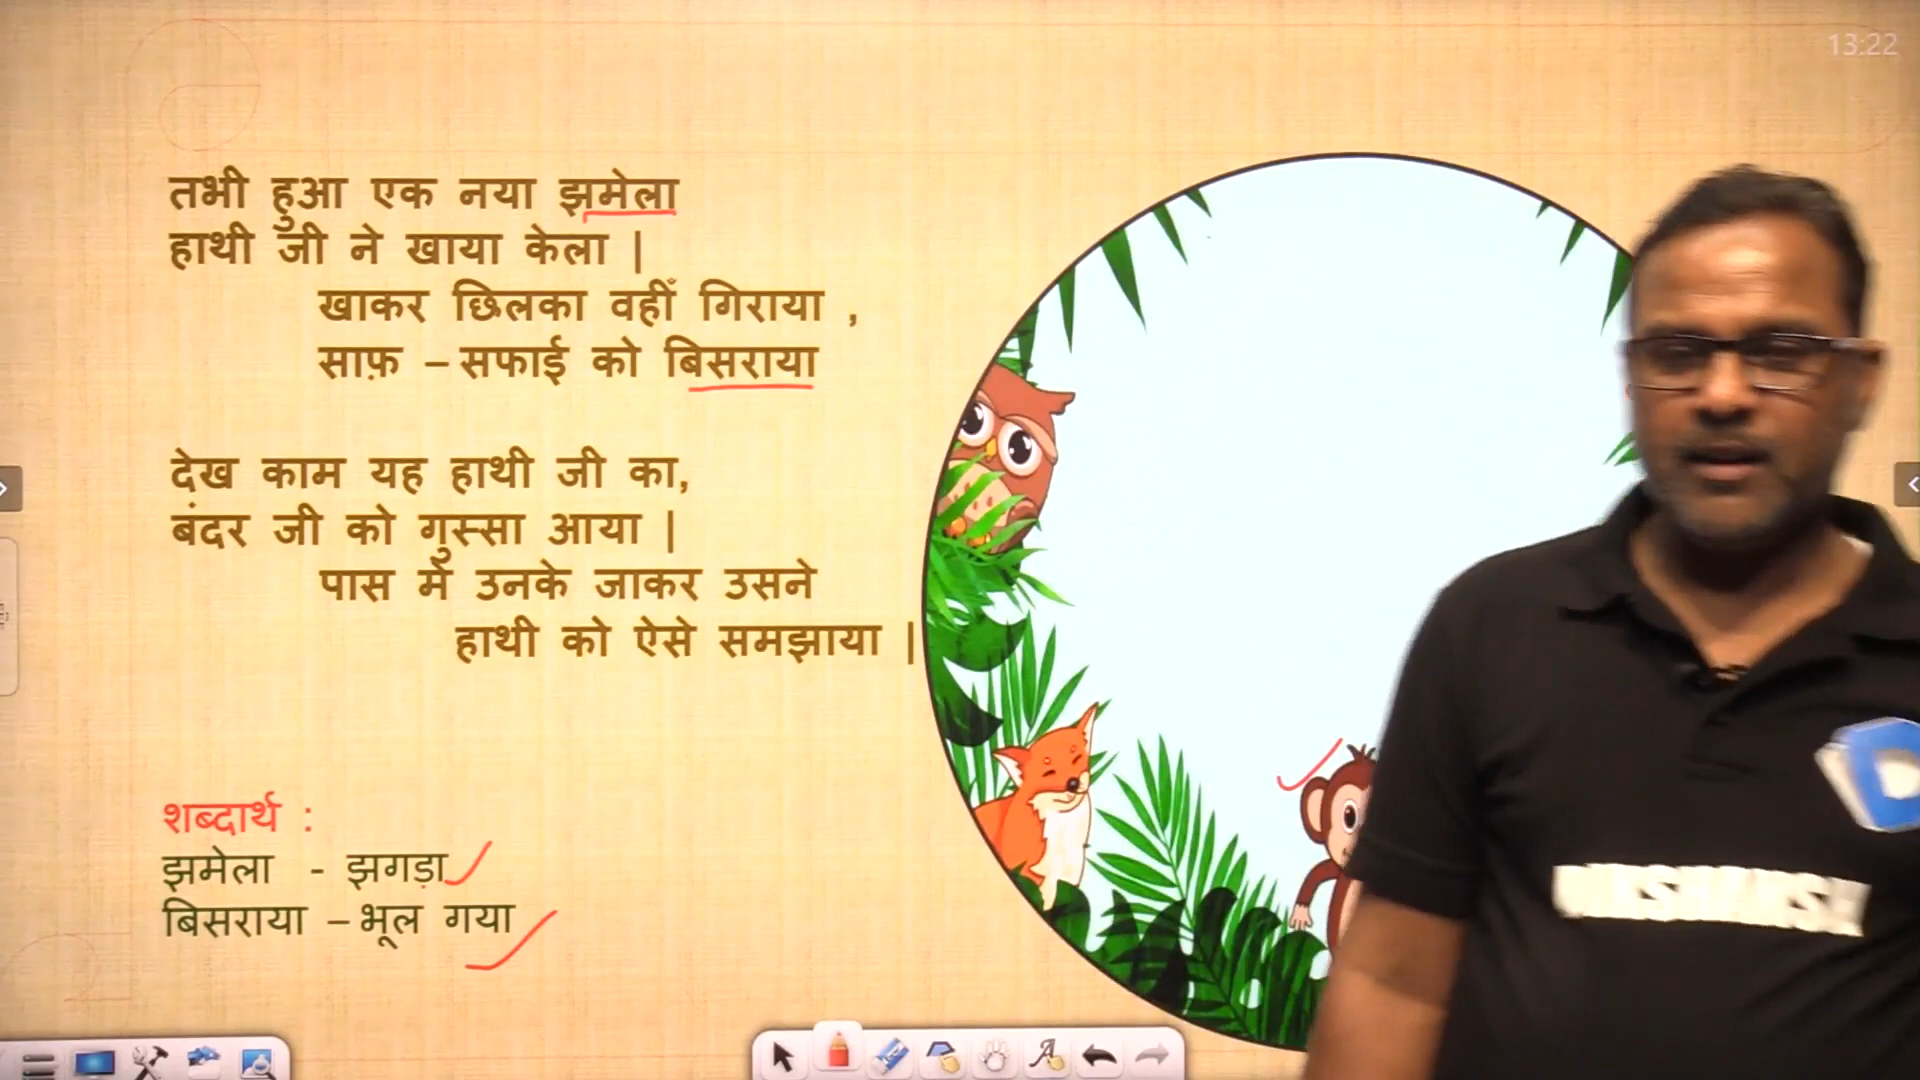 13:22
तभी हुआ एक नया झमेला
हाथी जी ने खाया केला |
खाकर छिलका वहीँ गिराया ,
साफ़ – सफाई को बिसराया
देख काम यह हाथी जी का,
बंदर जी को गुस्सा आया |
पास में उनके जाकर उसने
हाथी को ऐसे समझाया |
शब्दार्थ :
झमेला - झगड़ा
बिसराया – भूल गया